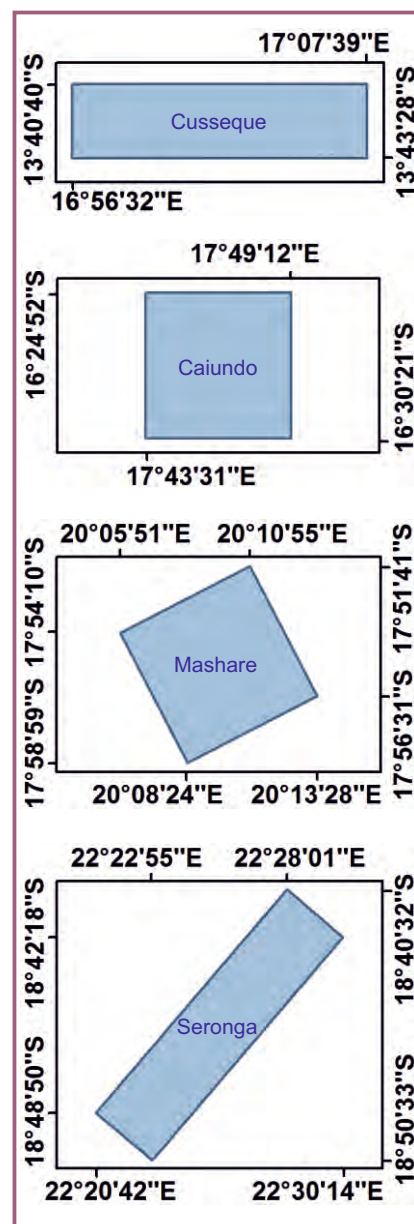 17°07'39"E
13°40'40"S
Cusseque
13°43'28"S
16°56'32"E
17°49'12"E
16°24'52"S
Caiundo
16°30'21"S
17°43'31"E
20°05'51"E 20°10'55"E
17°54'10"S
17°51'41"S
Mashare
17°58'59"S
17°56'31"S
20°08'24"E 20°13'28"E
22°22'55"E 22°28'01"E
18°42'18"S
18°40'32"S
Seronga
18°48'50"S
18°50'33"S
22°20'42"E 22°30'14"E